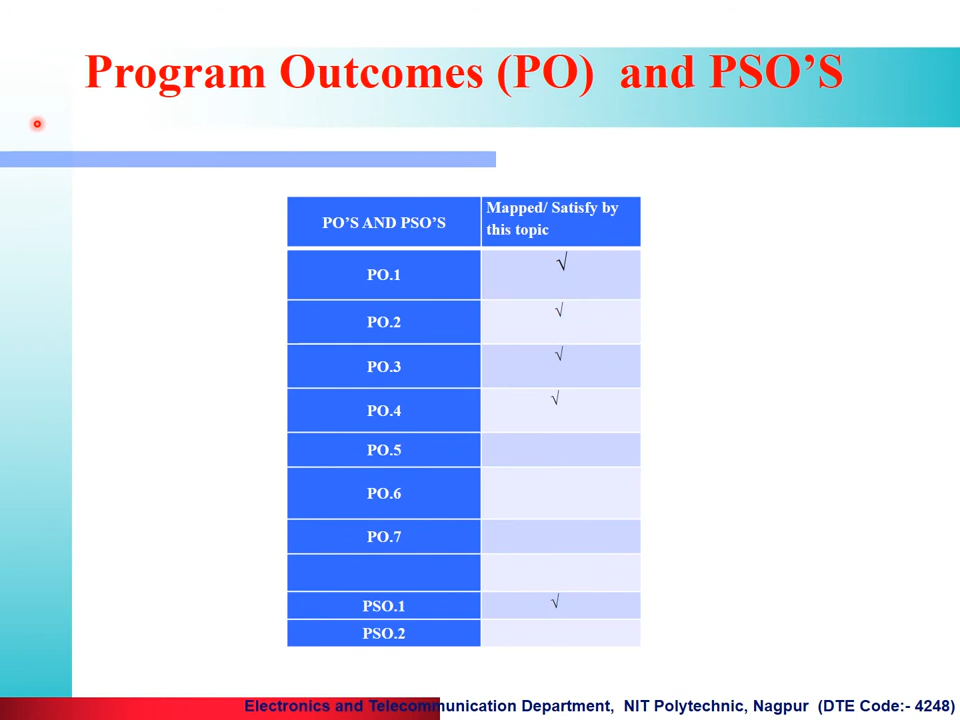 Program Outcomes (PO)  and PSO’S
PO’S AND PSO’S
Mapped/ Satisfy by
this topic
PO.1 √
PO.2 √
PO.3 √
PO.4 √
PO.5
PO.6
PO.7
PSO.1 √
PSO.2
Electronics and Telecommunication Department,  NIT Polytechnic, Nagpur  (DTE Code:- 4248)